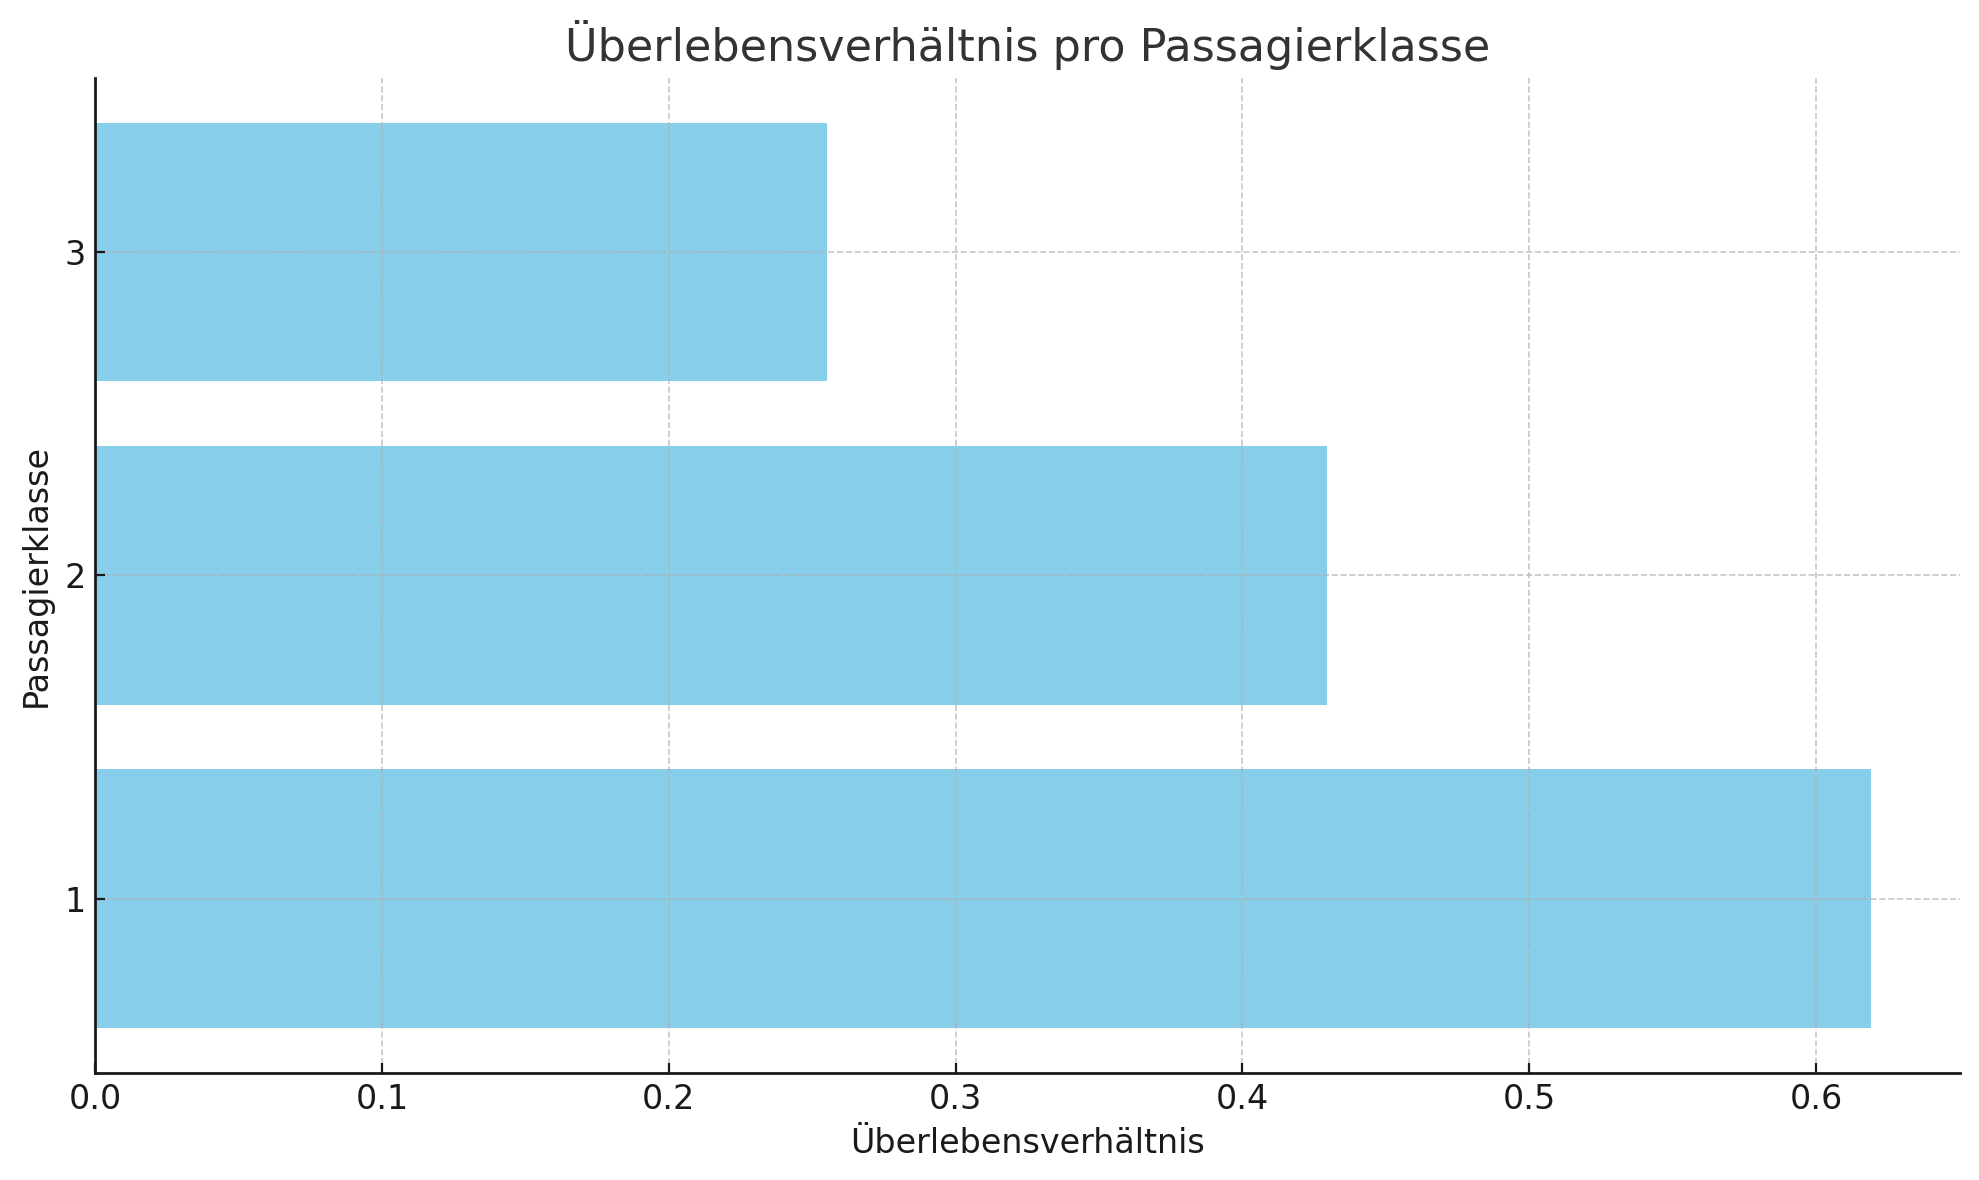 Überlebensverhältnis pro Passagierklasse
Passagierklasse
3
2
1
0.0 0.1 0.2 0.3 0.4 0.5 0.6
Überlebensverhältnis